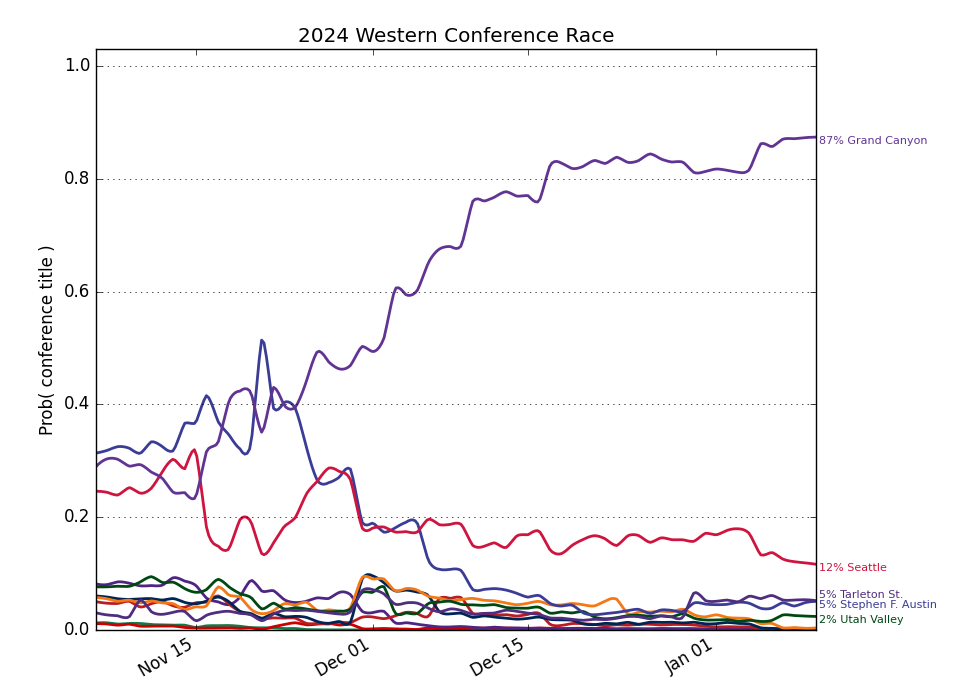 2024 Western Conference Race
1.0
0.8
0.6
0.4
0.2
0.0
Prob( conference title )
Nov 15
Dec 01
Dec 15
Jan 01
87% Grand Canyon
12% Seattle
5% Tarleton St.
5% Stephen F. Austin
2% Utah Valley